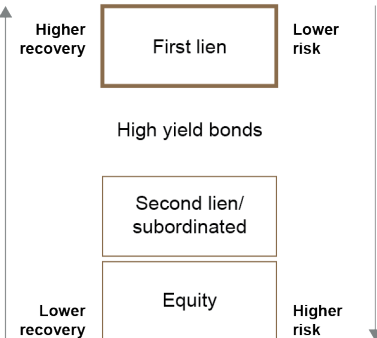 Higher
recovery
First lien
Lower
risk
High yield bonds
Second lien/
subordinated
Equity
Lower
recovery
Higher
risk